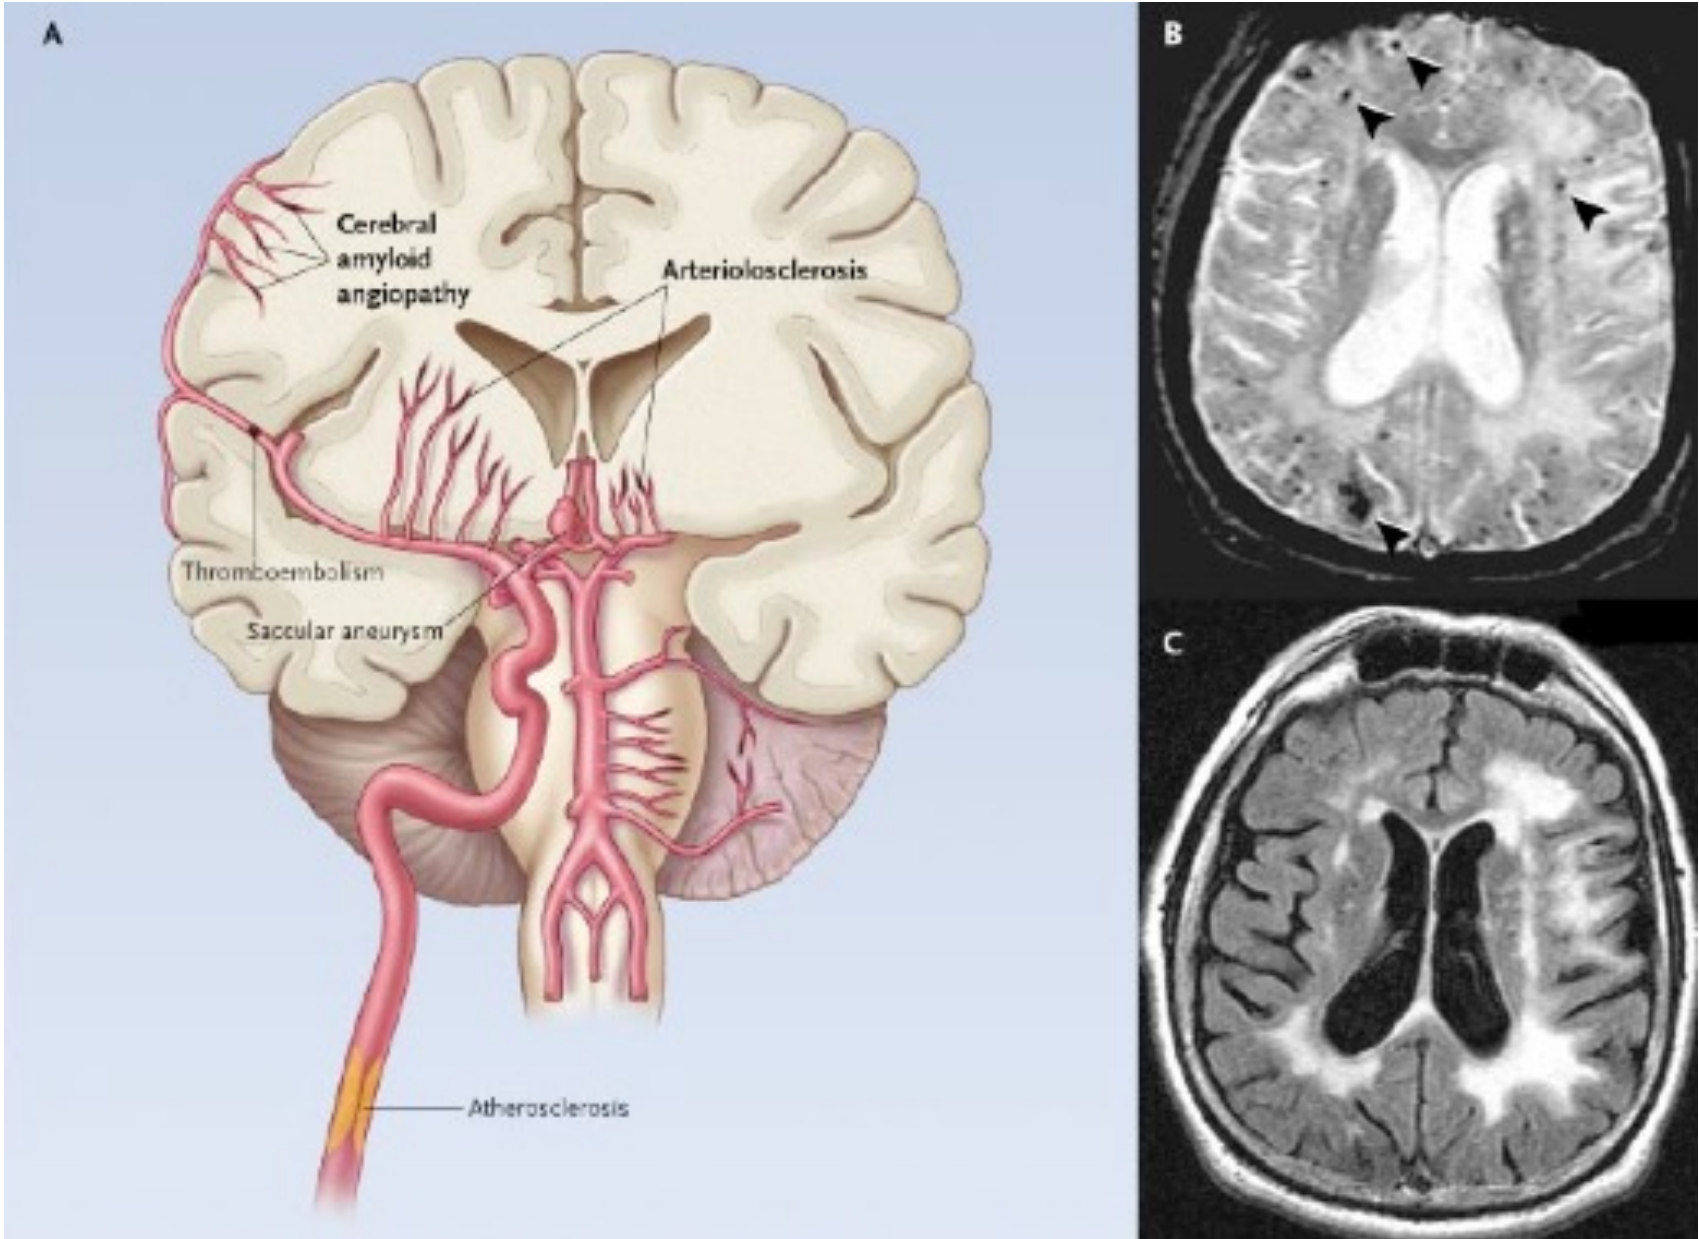 A
B
Cerebral
amyloid
angiopathy
Arteriolosclerosis
Thromboembolism
Saccular aneurysm
C
Atherosclerosis